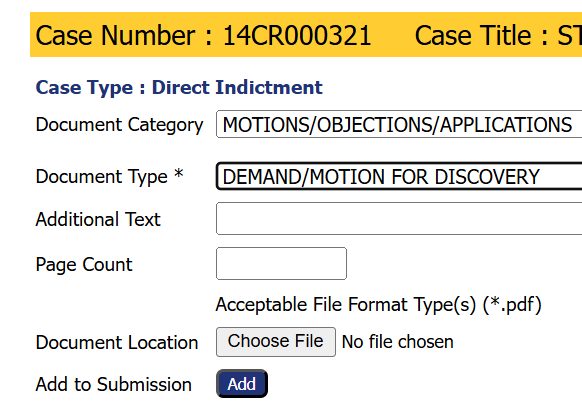 Case Number : 14CR000321 Case Title : ST
Case Type : Direct Indictment
Document Category MOTIONS/OBJECTIONS/APPLICATIONS
Document Type * DEMAND/MOTION FOR DISCOVERY
Additional Text
Page Count
Acceptable File Format Type(s) (*.pdf)
Document Location Choose File No file chosen
Add to Submission Add